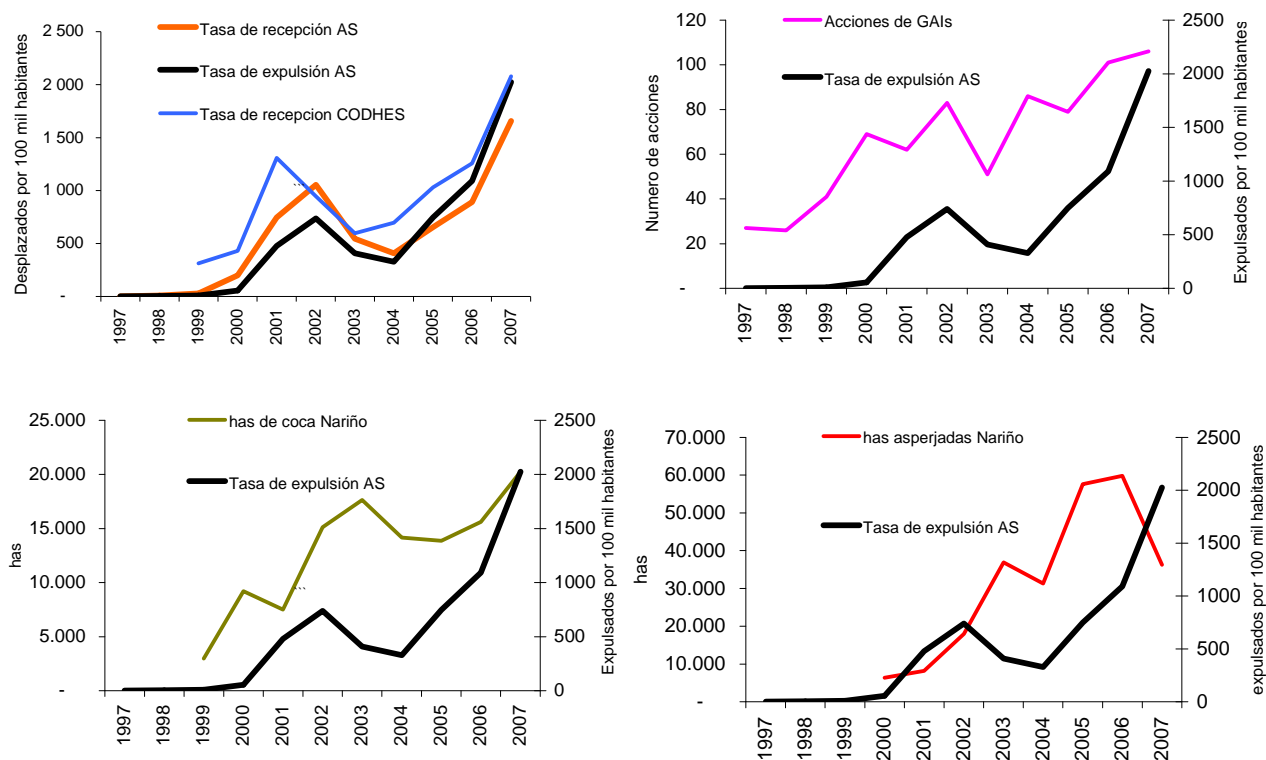 Tasa de recepción AS
Tasa de expulsión AS
Tasa de recepcion CODHES
Desplazados por 100 mil habitantes
2 500
2 000
1 500
1 000
500
-
1997 1998 1999 2000 2001 2002 2003 2004 2005 2006 2007
Acciones de GAIs
Tasa de expulsión AS
Numero de acciones
120
100
80
60
40
20
-
2500
2000
1500
1000
500
0
Expulsados por 100 mil habitantes
1997 1998 1999 2000 2001 2002 2003 2004 2005 2006 2007
has de coca Nariño
Tasa de expulsión AS
has
25.000
20.000
15.000
10.000
5.000
-
2500
2000
1500
1000
500
0
Expulsados por 100 mil habitantes
1997 1998 1999 2000 2001 2002 2003 2004 2005 2006 2007
has asperjadas Nariño
Tasa de expulsión AS
has
70.000
60.000
50.000
40.000
30.000
20.000
10.000
-
2500
2000
1500
1000
500
0
expulsados por 100 mil habitantes
1997 1998 1999 2000 2001 2002 2003 2004 2005 2006 2007